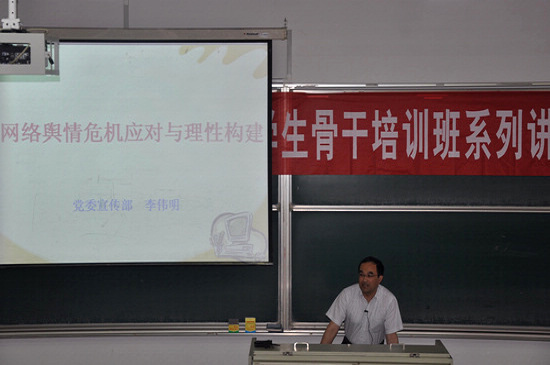 网络舆情危机应对与理性构建
党委宣传部 李伟明
学生骨干培训班系列讲